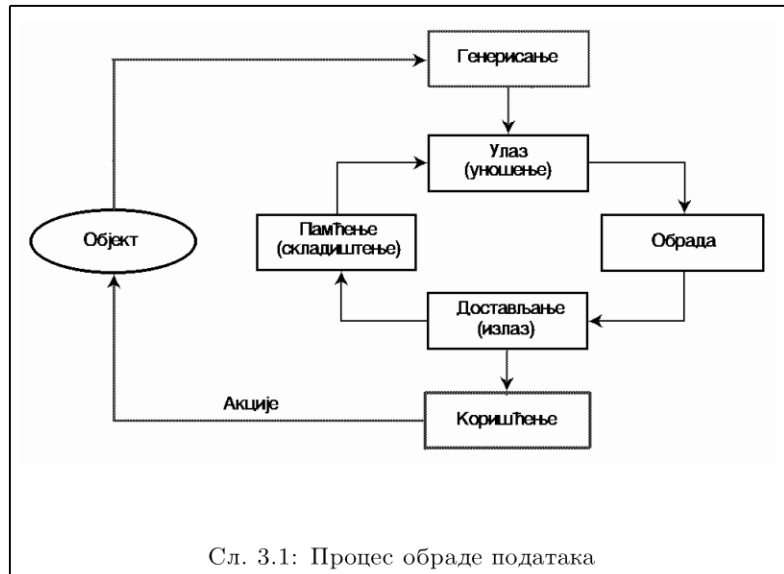 Генерисање
Улаз
(уношење)
Памћење
(складиштење)
Објект
Обрада
Достављање
(излаз)
Акције
Коришћење
Сл. 3.1: Процес обраде података